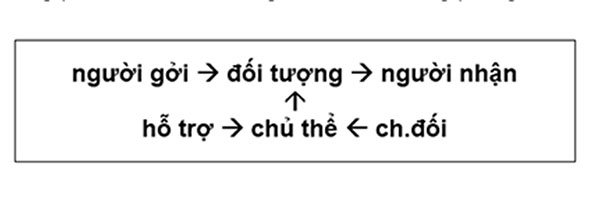 người gởi → đối tượng → người nhận
↑
hỗ trợ → chủ thể ← ch.đối